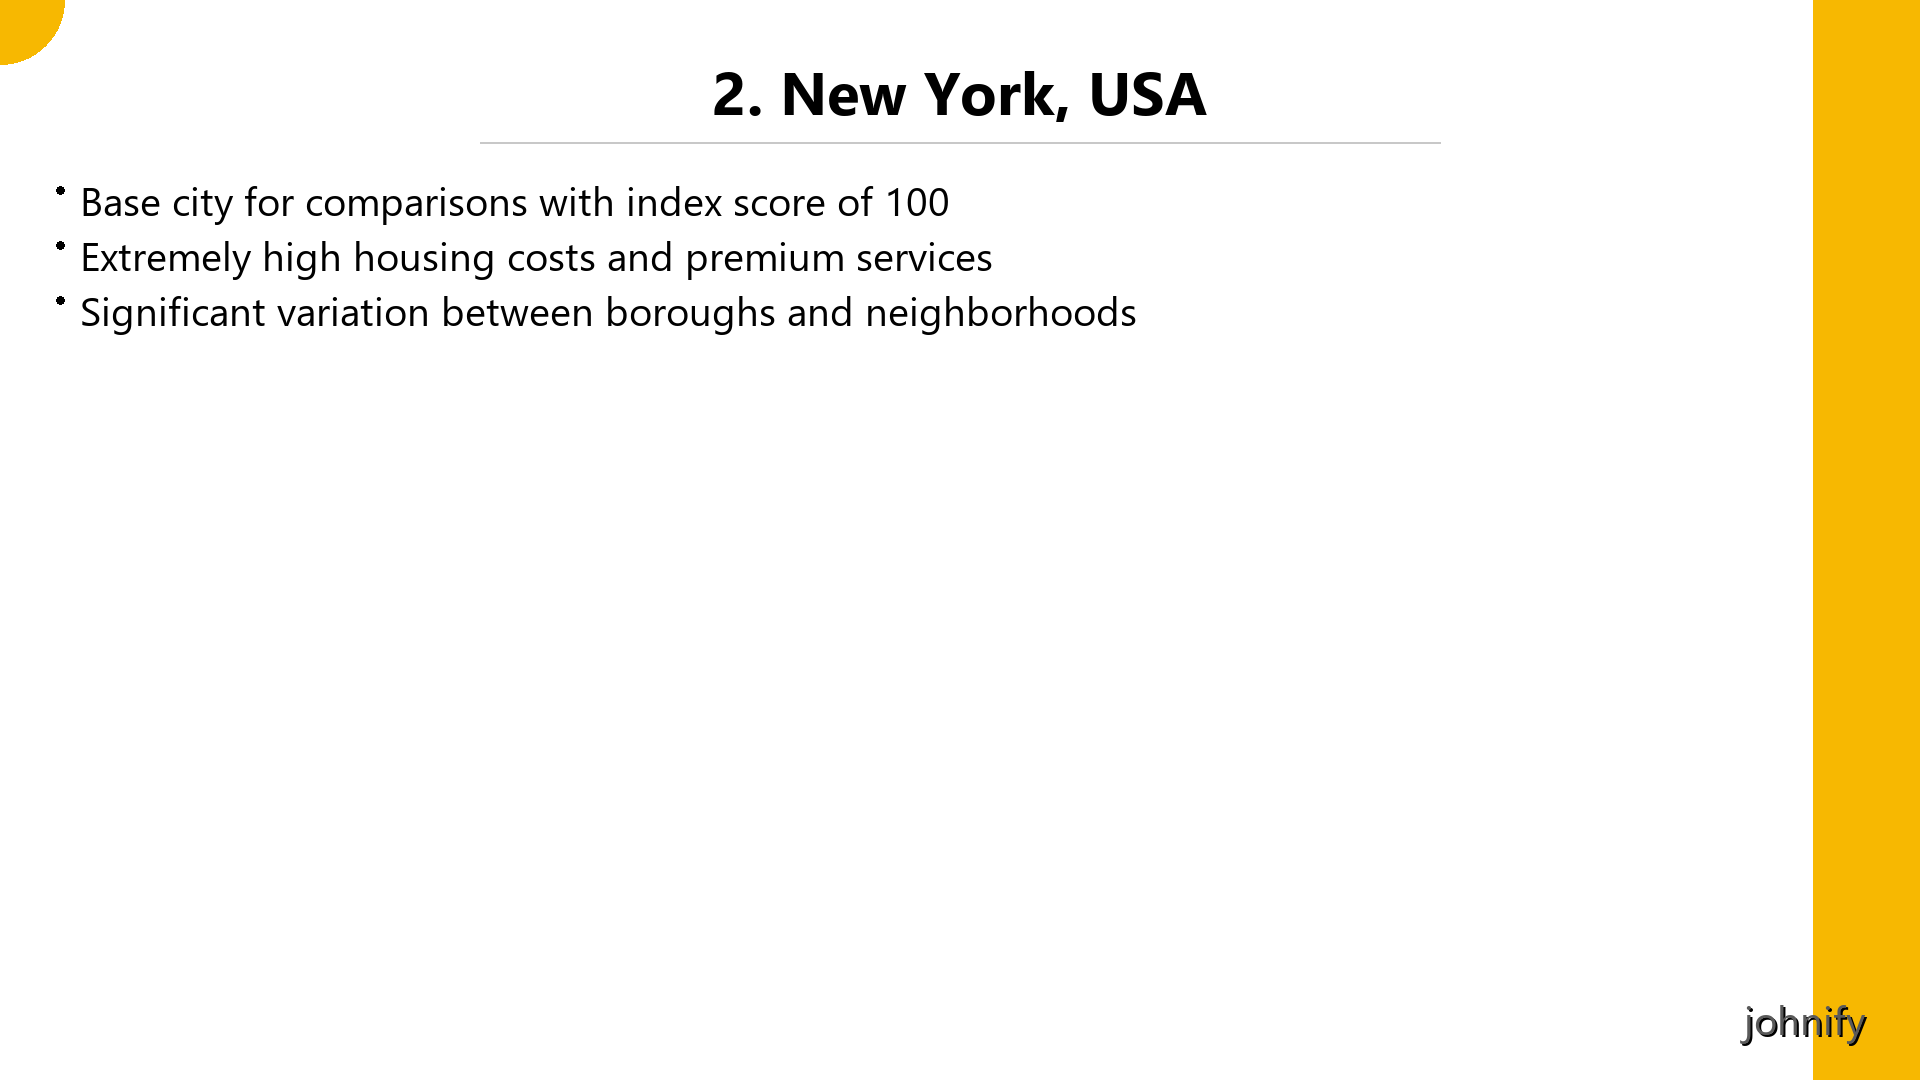 2. New York, USA
• Base city for comparisons with index score of 100
• Extremely high housing costs and premium services
• Significant variation between boroughs and neighborhoods
johnify